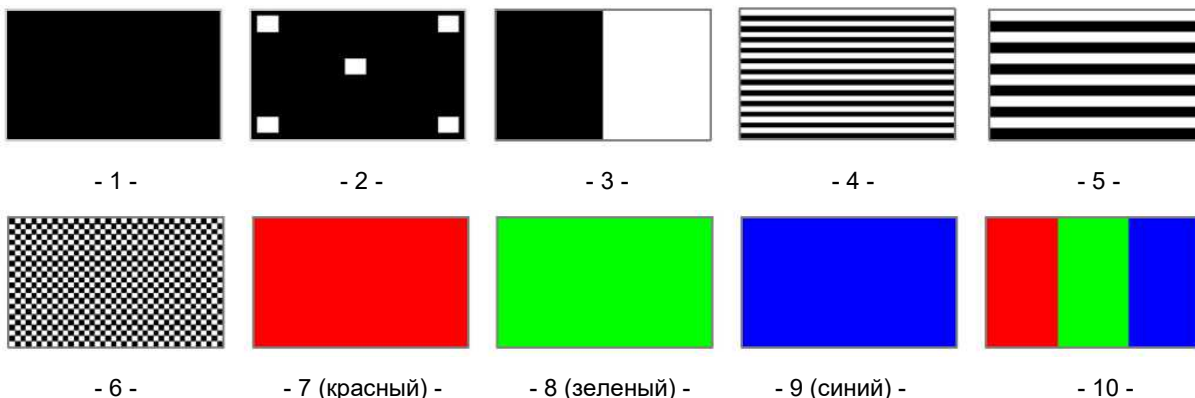 - 1 - - 2 - - 3 - - 4 - - 5 -
- 6 - - 7 (красный) - - 8 (зеленый) - - 9 (синий) - - 10 -